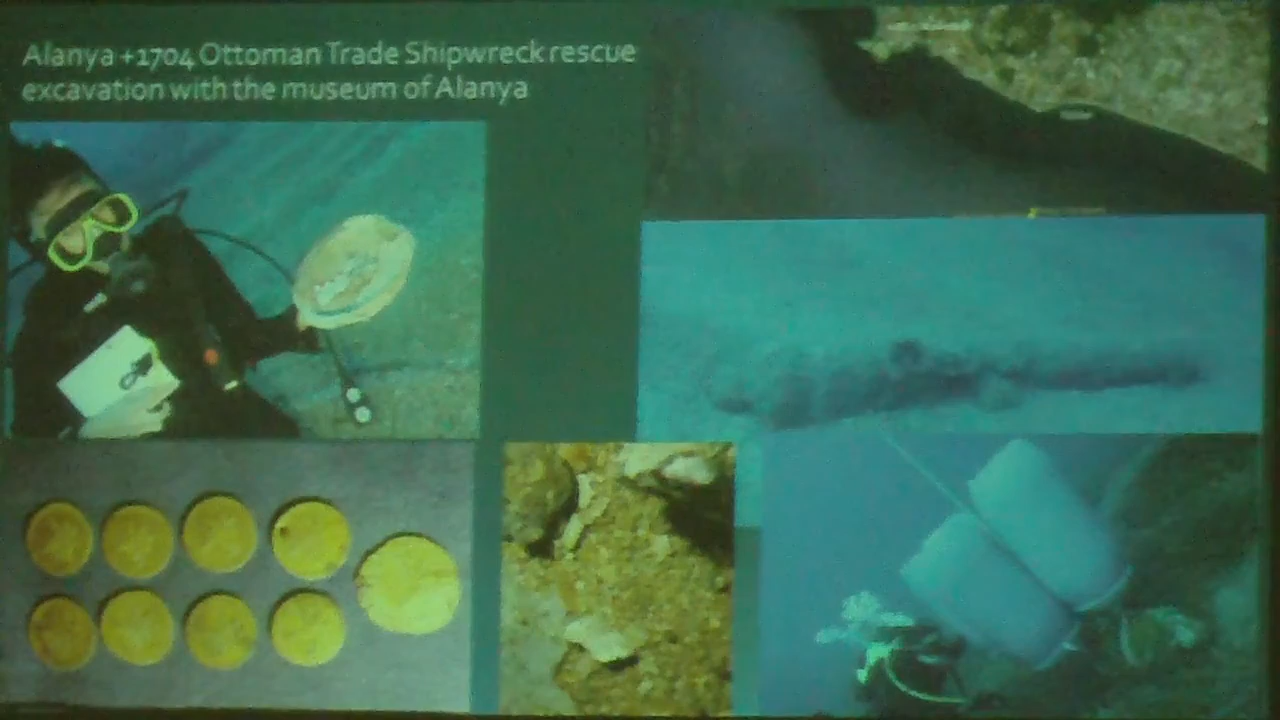 Alanya +1704 Ottoman Trade Shipwreck rescue
excavation with the museum of Alanya